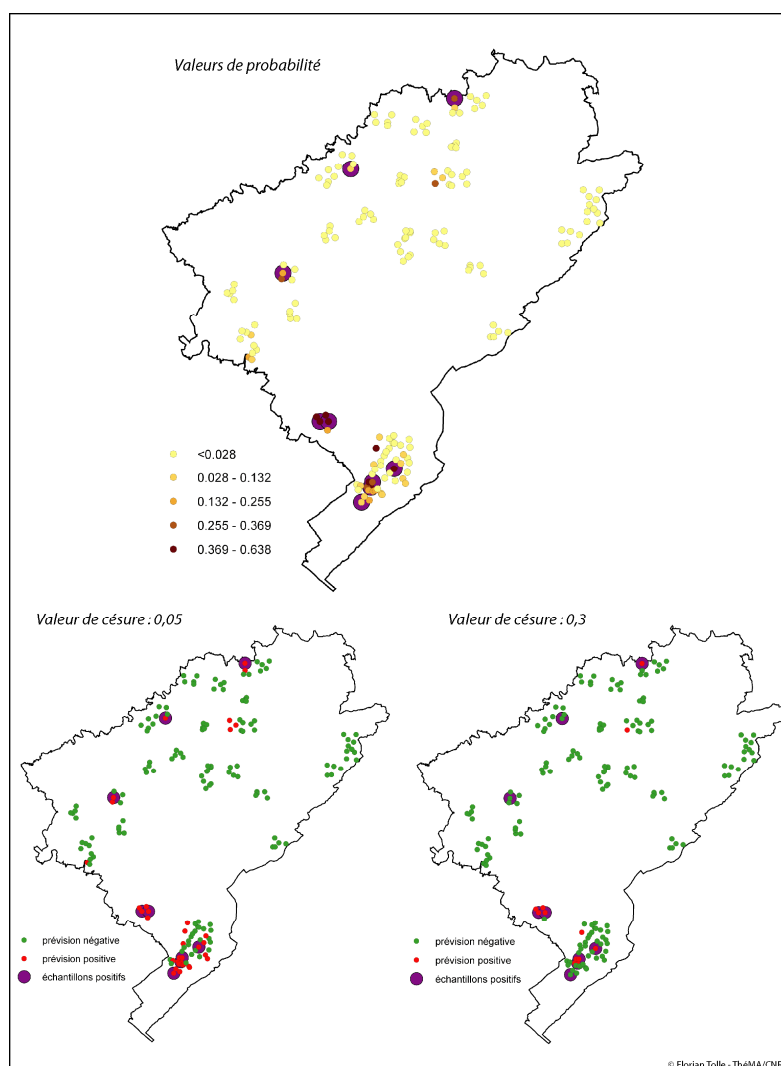 Valeurs de probabilité
<0.028
0.028 - 0.132
0.132 - 0.255
0.255 - 0.369
0.369 - 0.638
Valeur de césure : 0,05
Valeur de césure : 0,3
prévision négative
prévision positive
échantillons positifs
prévision négative
prévision positive
échantillons positifs
© Florian Tolle - ThéMA/CNR